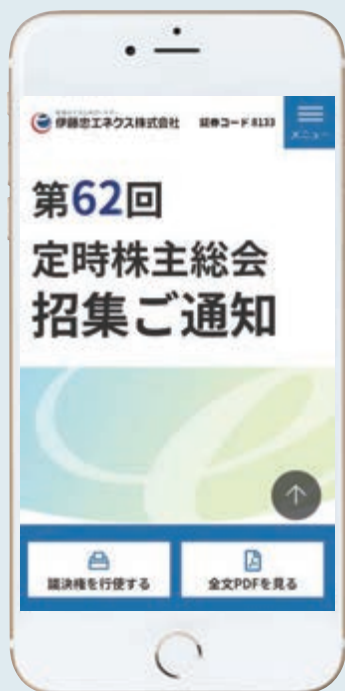 伊藤忠エネクス株式会社 証券コード 8133
メニュー
第62回
定時株主総会
招集ご通知
議決権を行使する
全文PDFを見る